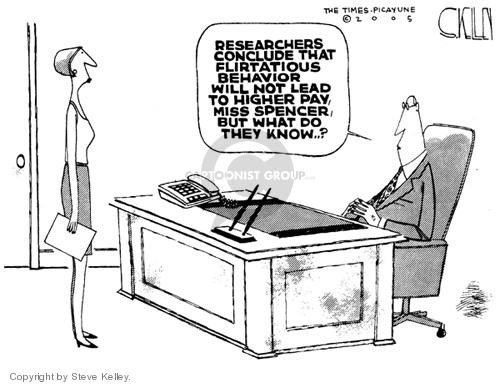 THE TIMES-PICAYUNE
© 2005
RESEARCHERS
CONCLUDE THAT
FLIRTATIOUS
BEHAVIOR
WILL NOT LEAD
TO HIGHER PAY,
MISS SPENCER,
BUT WHAT DO
THEY KNOW..?
CARTOONIST GROUP
Copyright by Steve Kelley.